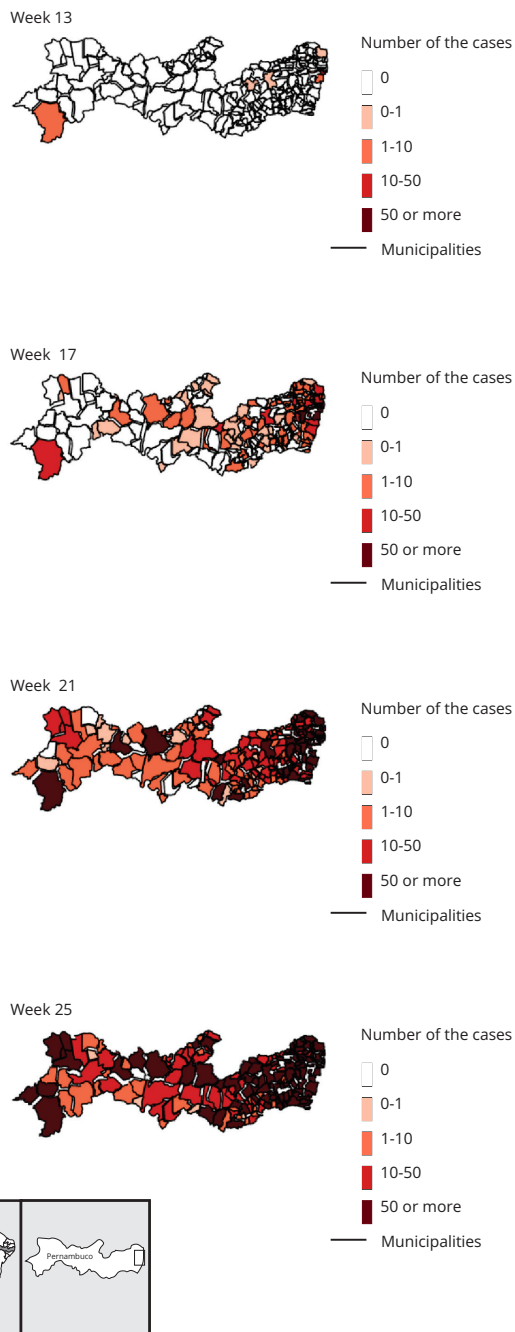 Week 13
Number of the cases
0
0-1
1-10
10-50
50 or more
Municipalities
Week 17
Number of the cases
0
0-1
1-10
10-50
50 or more
Municipalities
Week 21
Number of the cases
0
0-1
1-10
10-50
50 or more
Municipalities
Week 25
Number of the cases
0
0-1
1-10
10-50
50 or more
Municipalities
Pernambuco